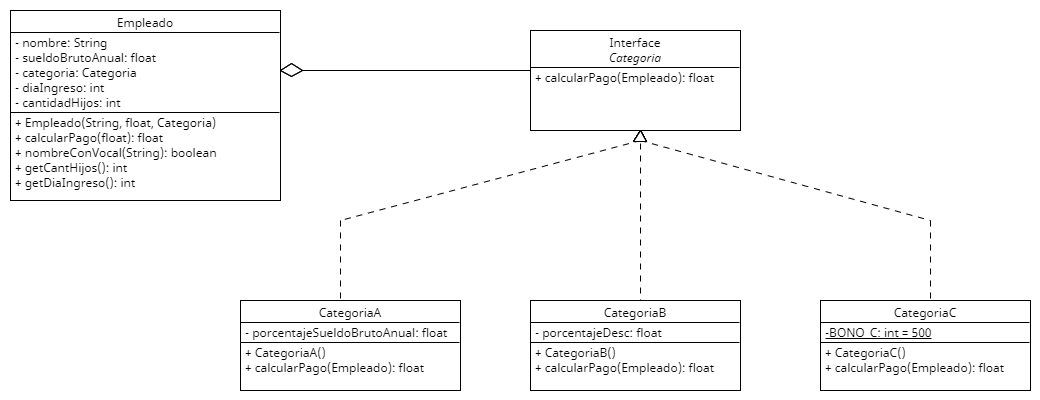 Empleado
- nombre: String
- sueldoBrutoAnual: float
- categoria: Categoria
- diaIngreso: int
- cantidadHijos: int
+ Empleado(String, float, Categoria)
+ calcularPago(float): float
+ nombreConVocal(String): boolean
+ getCantHijos(): int
+ getDiaIngreso(): int
Interface
Categoria
+ calcularPago(Empleado): float
CategoriaA
- porcentajeSueldoBrutoAnual: float
+ CategoriaA()
+ calcularPago(Empleado): float
CategoriaB
- porcentajeDesc: float
+ CategoriaB()
+ calcularPago(Empleado): float
CategoriaC
-BONO_C: int = 500
+ CategoriaC()
+ calcularPago(Empleado): float